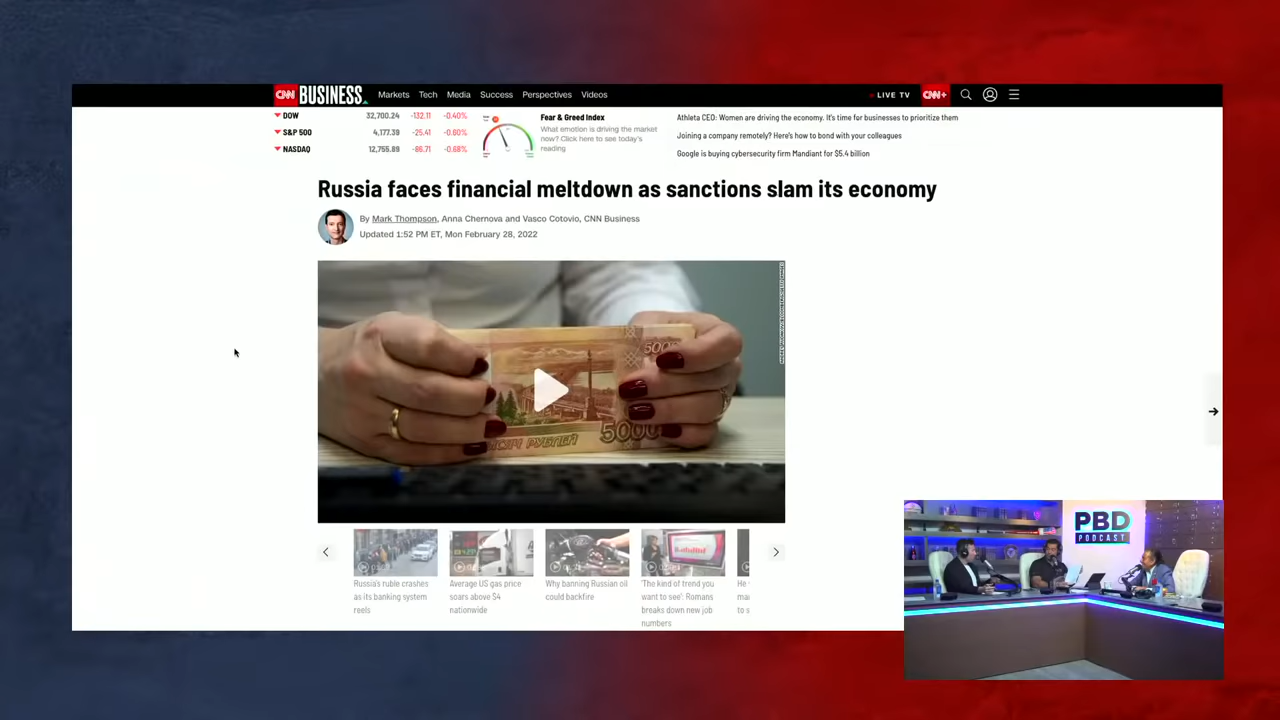 CNN BUSINESS Markets Tech Media Success Perspectives Videos LIVE TV CNN+
DOW 32,700.24 -132.11 -0.40%
S&P 500 4,177.39 -25.41 -0.60%
NASDAQ 12,755.89 -86.71 -0.68%
Fear & Greed Index
What emotion is driving the market
now? Click here to see today's
reading
Athleta CEO: Women are driving the economy. It's time for businesses to prioritize them
Joining a company remotely? Here's how to bond with your colleagues
Google is buying cybersecurity firm Mandiant for $5.4 billion
Russia faces financial meltdown as sanctions slam its economy
By Mark Thompson, Anna Chernova and Vasco Cotovio, CNN Business
Updated 1:52 PM ET, Mon February 28, 2022
5000
РУБЛЕЙ
5000
Russia's ruble crashes
as its banking system
reels
Average US gas price
soars above $4
nationwide
Why banning Russian oil
could backfire
'The kind of trend you
want to see': Romans
breaks down new job
numbers
He
to s
PBD
PODCAST